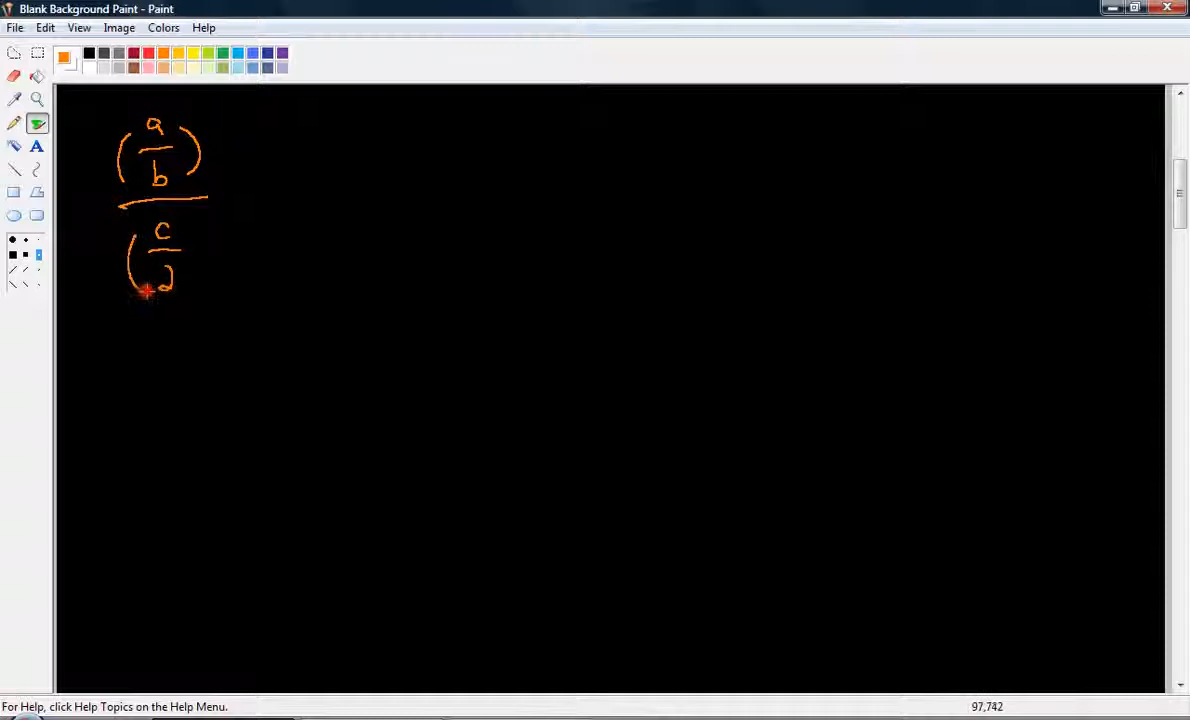 Blank Background Paint - Paint
File Edit View Image Colors Help
A
( a
b )
( c
2
For Help, click Help Topics on the Help Menu.
97,742